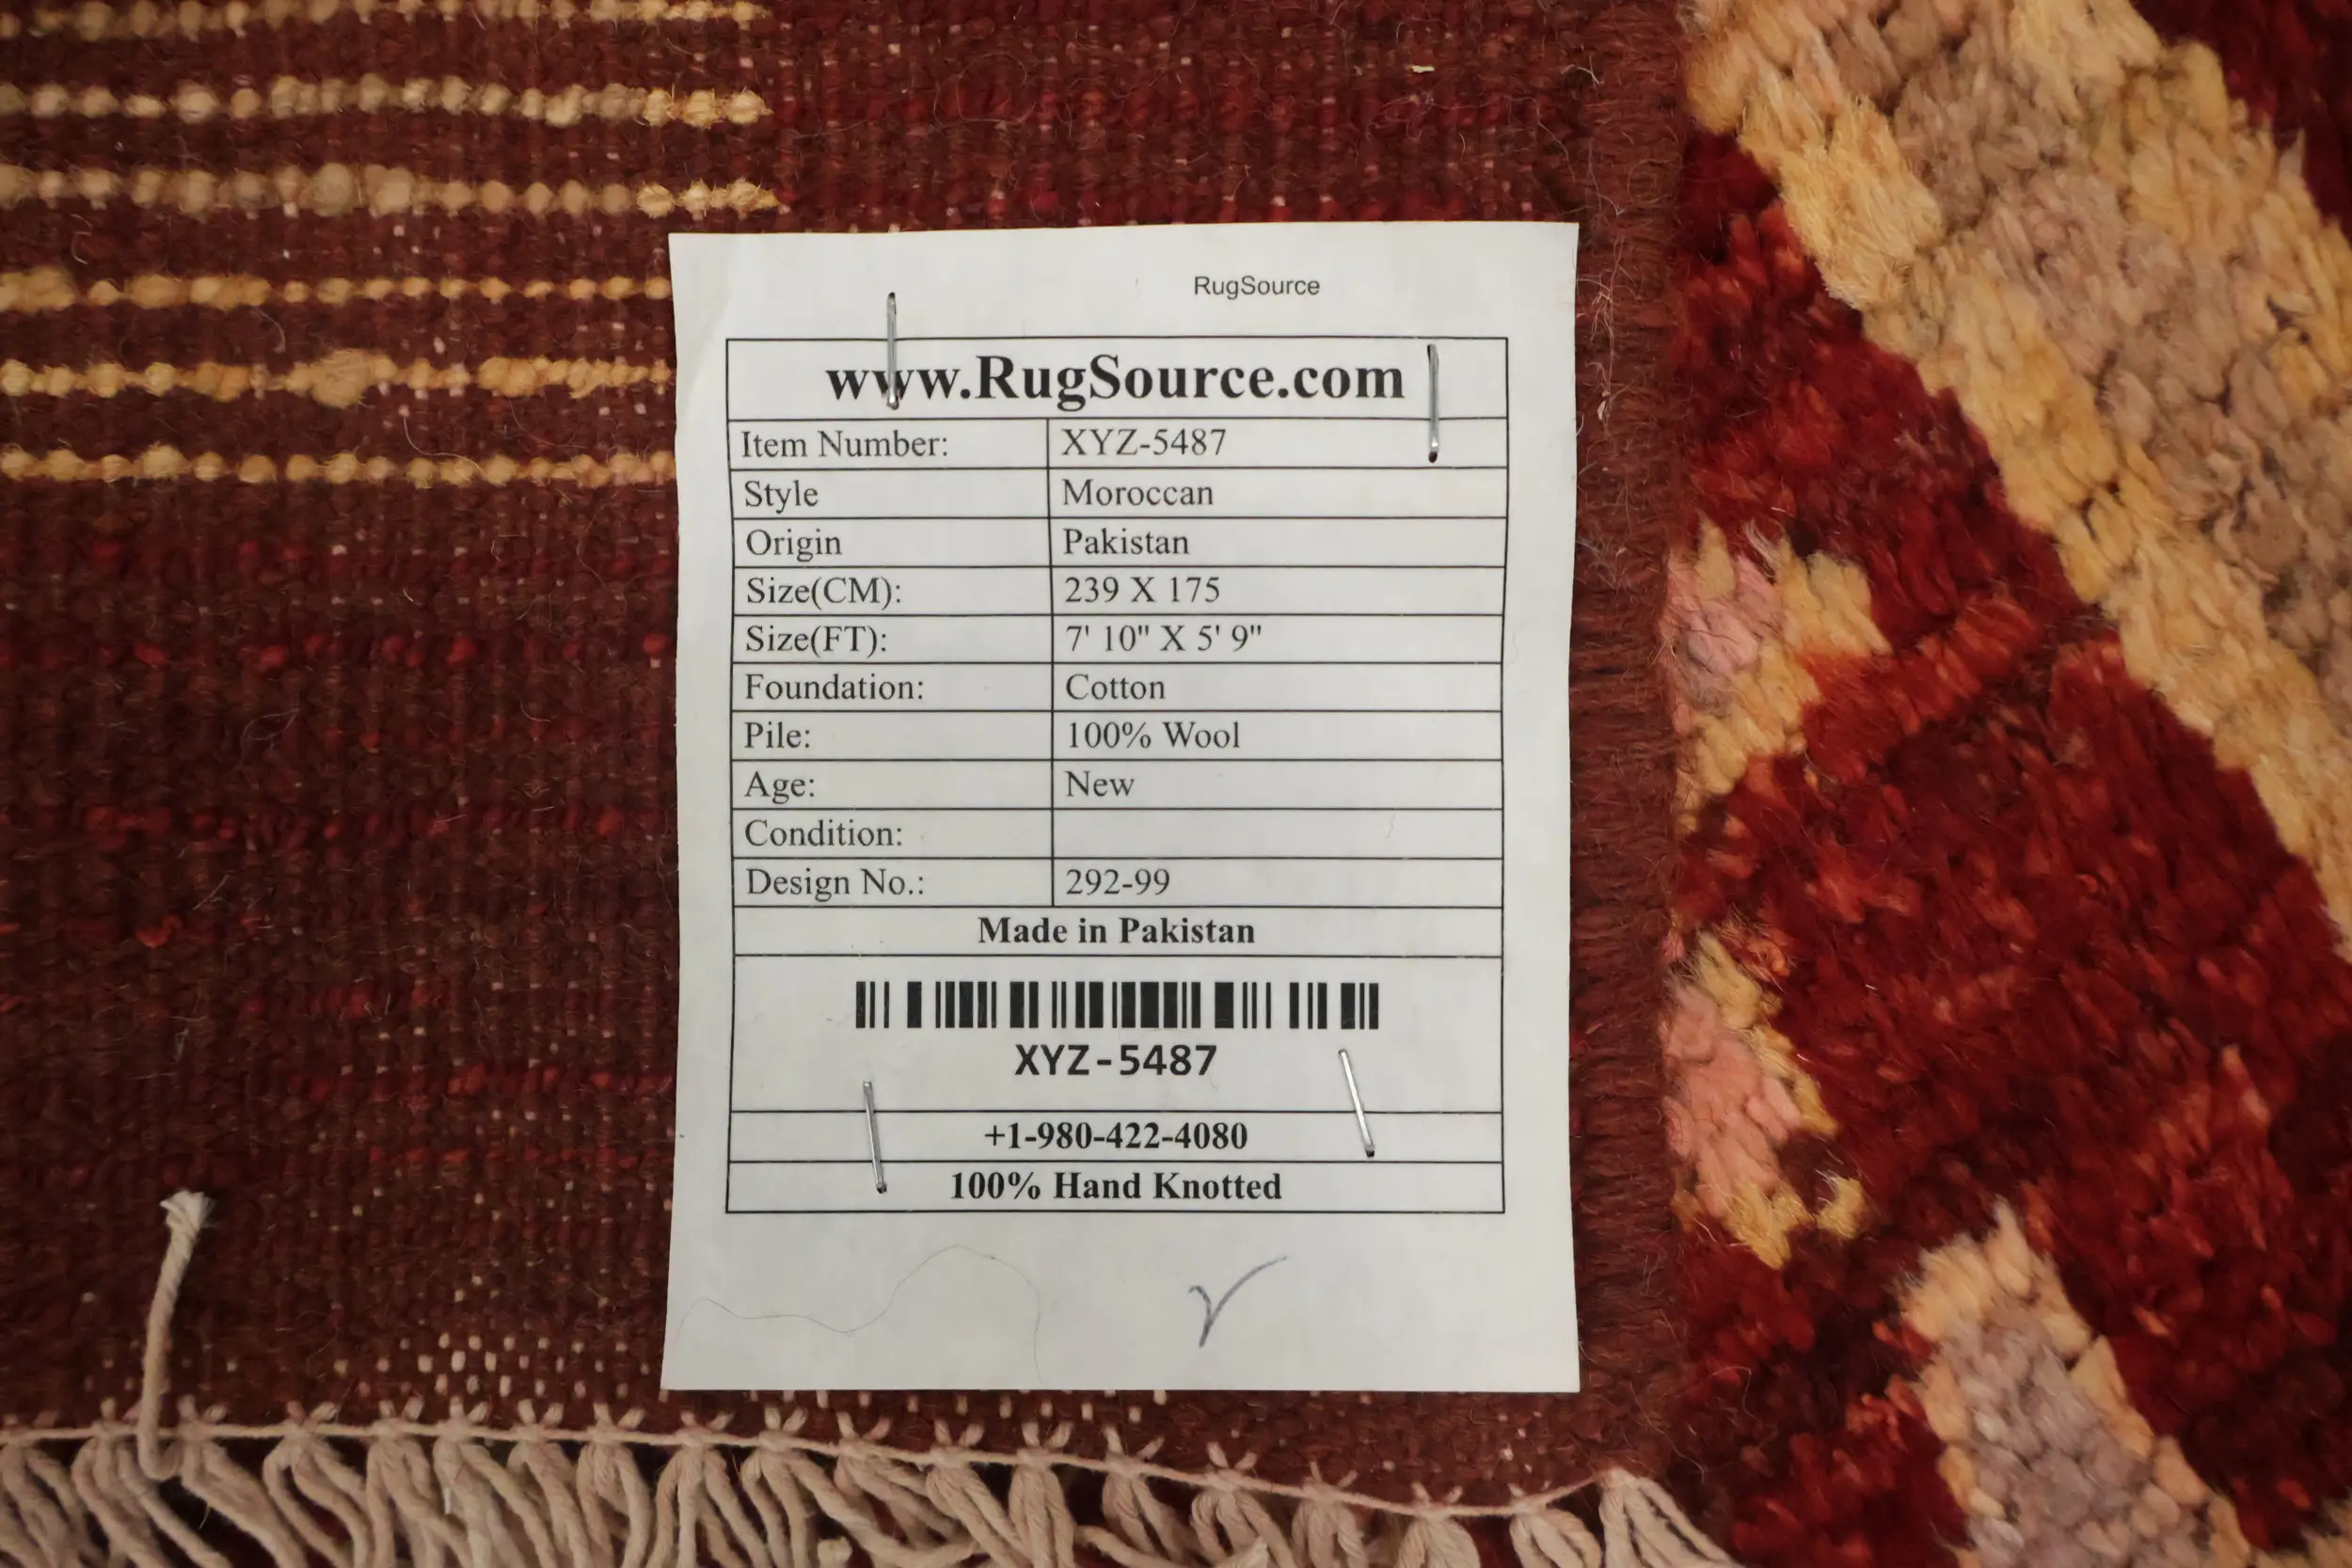 RugSource
www.RugSource.com
Item Number: XYZ-5487
Style Moroccan
Origin Pakistan
Size(CM): 239 X 175
Size(FT): 7' 10" X 5' 9"
Foundation: Cotton
Pile: 100% Wool
Age: New
Condition:
Design No.: 292-99
Made in Pakistan
XYZ-5487
+1-980-422-4080
100% Hand Knotted